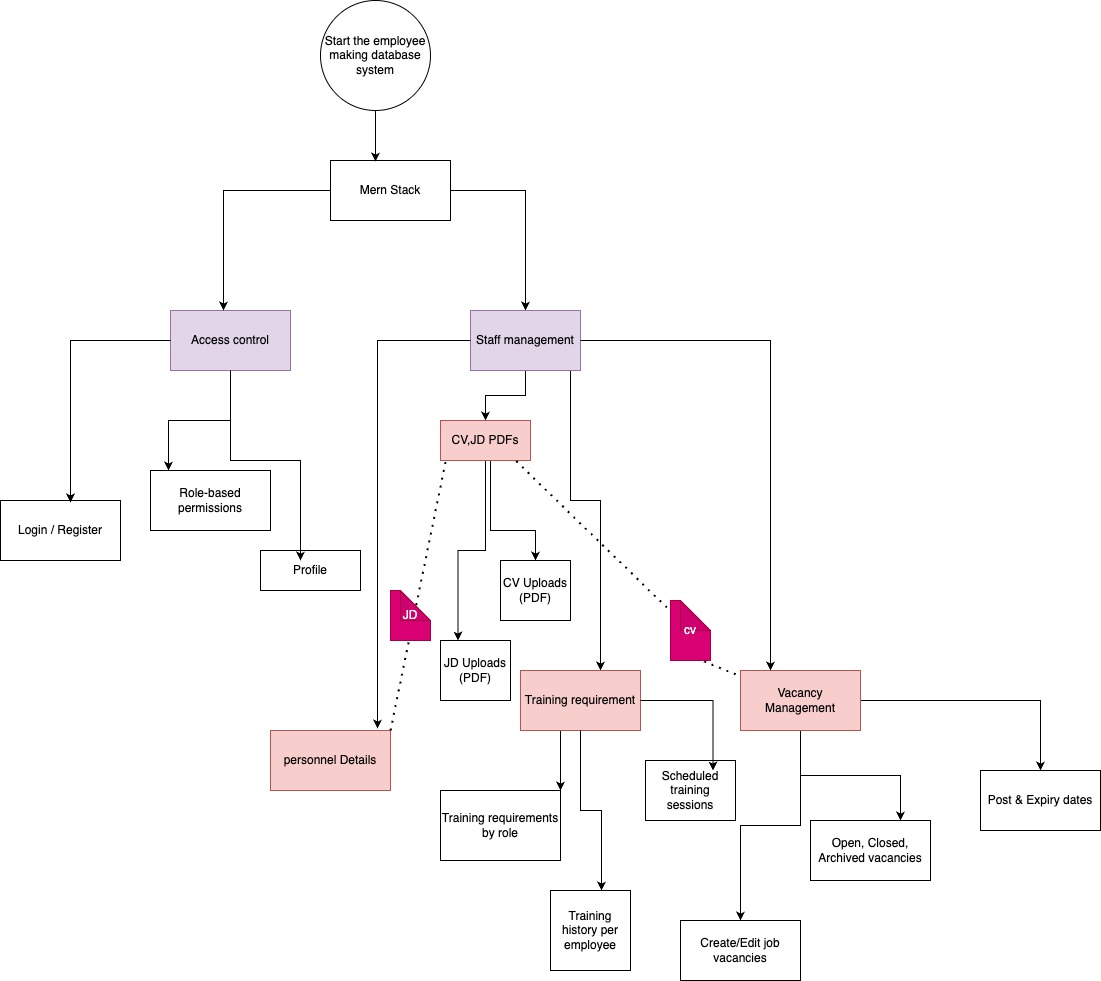 Start the employee
making database
system
Mern Stack
Access control
Staff management
CV,JD PDFs
Role-based
permissions
Login / Register
Profile
CV Uploads
(PDF)
JD
cv
JD Uploads
(PDF)
Training requirement
Vacancy
Management
personnel Details
Scheduled
training
sessions
Post & Expiry dates
Training requirements
by role
Open, Closed,
Archived vacancies
Training
history per
employee
Create/Edit job
vacancies